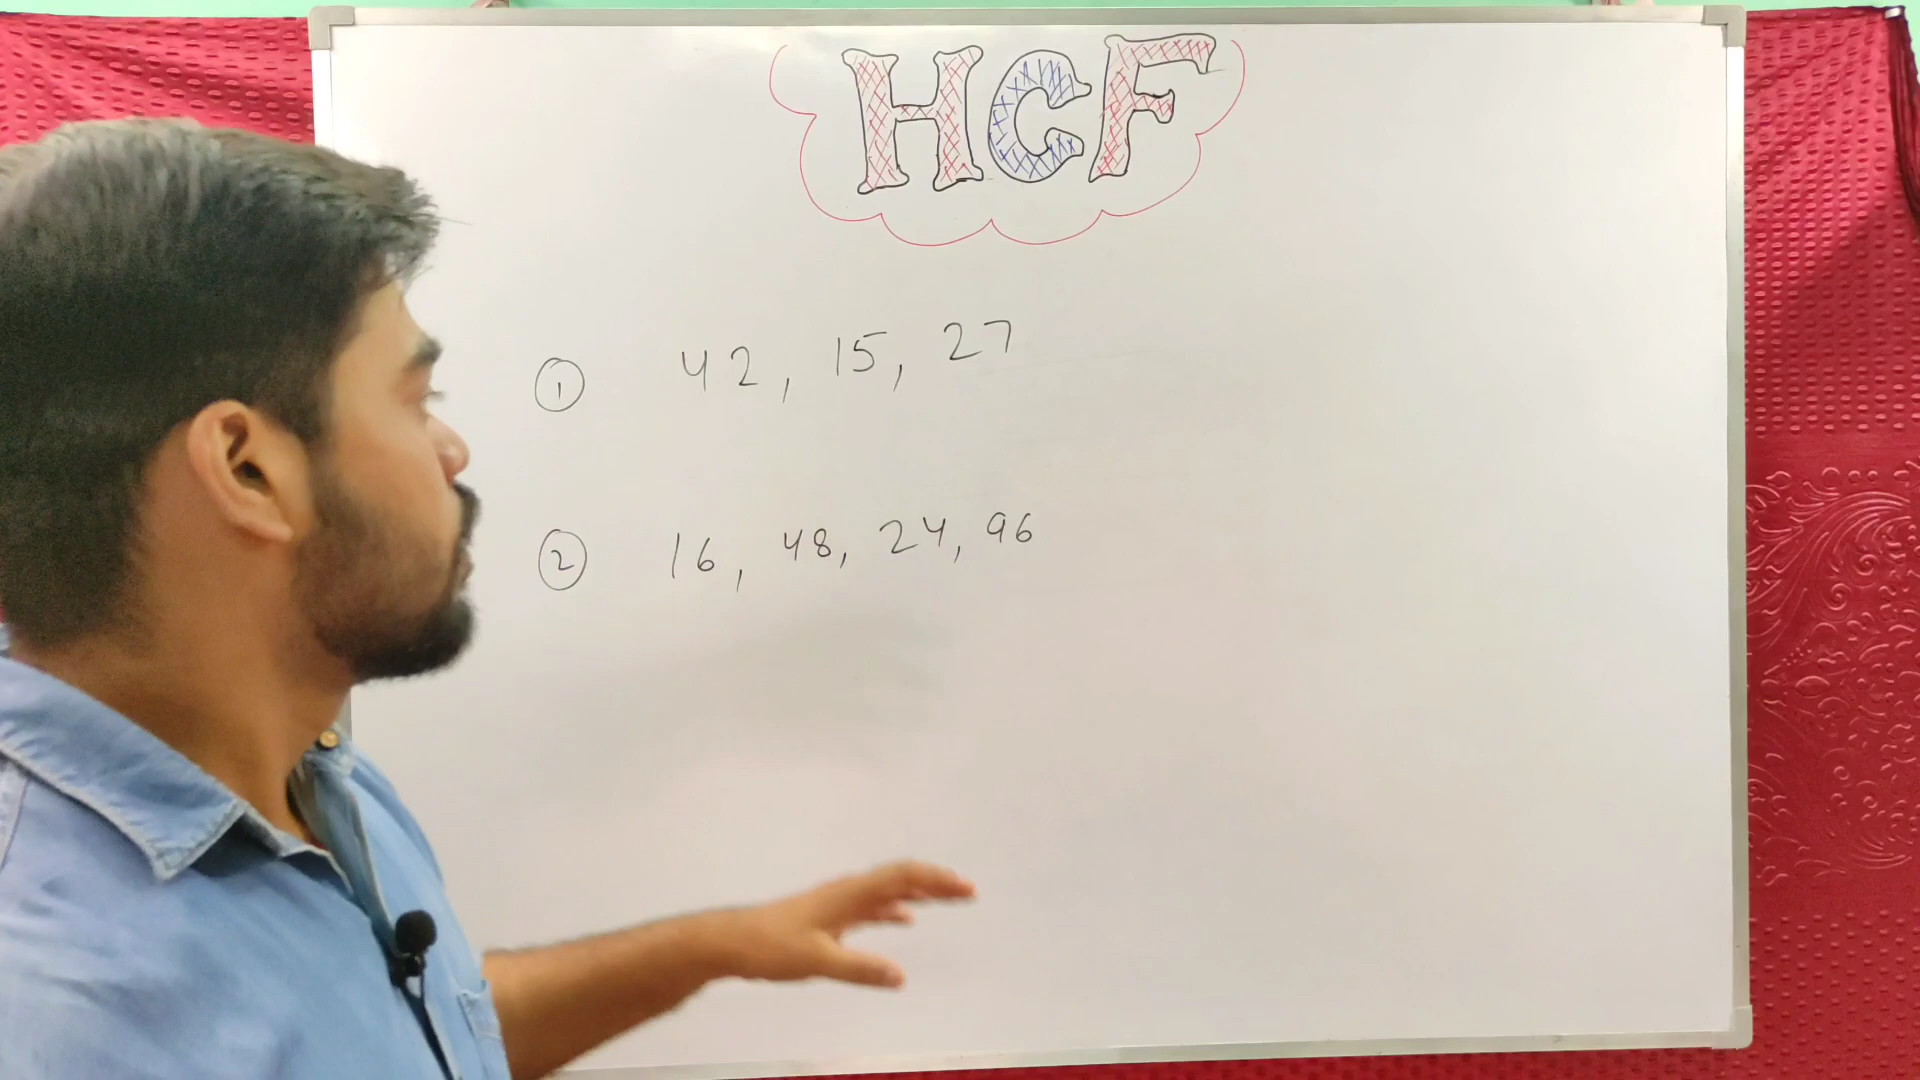 HCF
① 42, 15, 27
② 16, 48, 24, 96